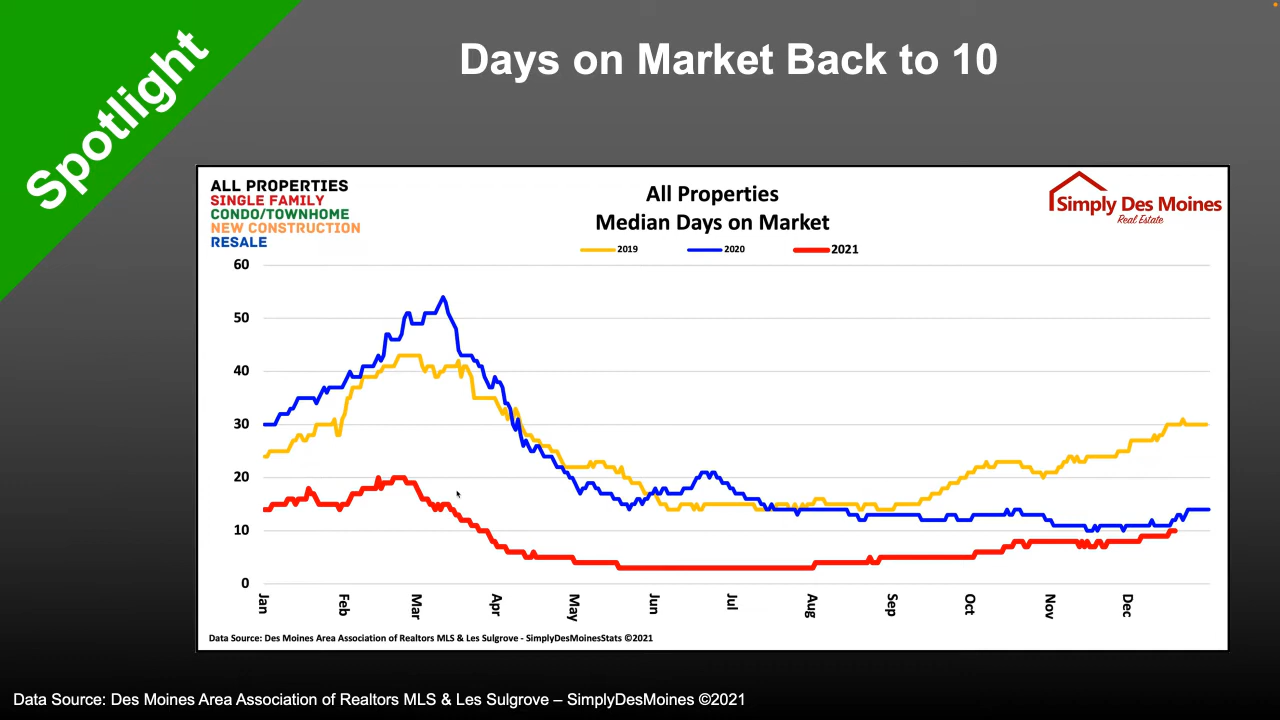 Spotlight
Days on Market Back to 10
ALL PROPERTIES
SINGLE FAMILY
CONDO/TOWNHOME
NEW CONSTRUCTION
RESALE
All Properties
Median Days on Market
2019 2020 2021
Simply Des Moines
Real Estate
60
50
40
30
20
10
0
Jan Feb Mar Apr May Jun Jul Aug Sep Oct Nov Dec
Data Source: Des Moines Area Association of Realtors MLS & Les Sulgrove - SimplyDesMoinesStats ©2021
Data Source: Des Moines Area Association of Realtors MLS & Les Sulgrove – SimplyDesMoines ©2021